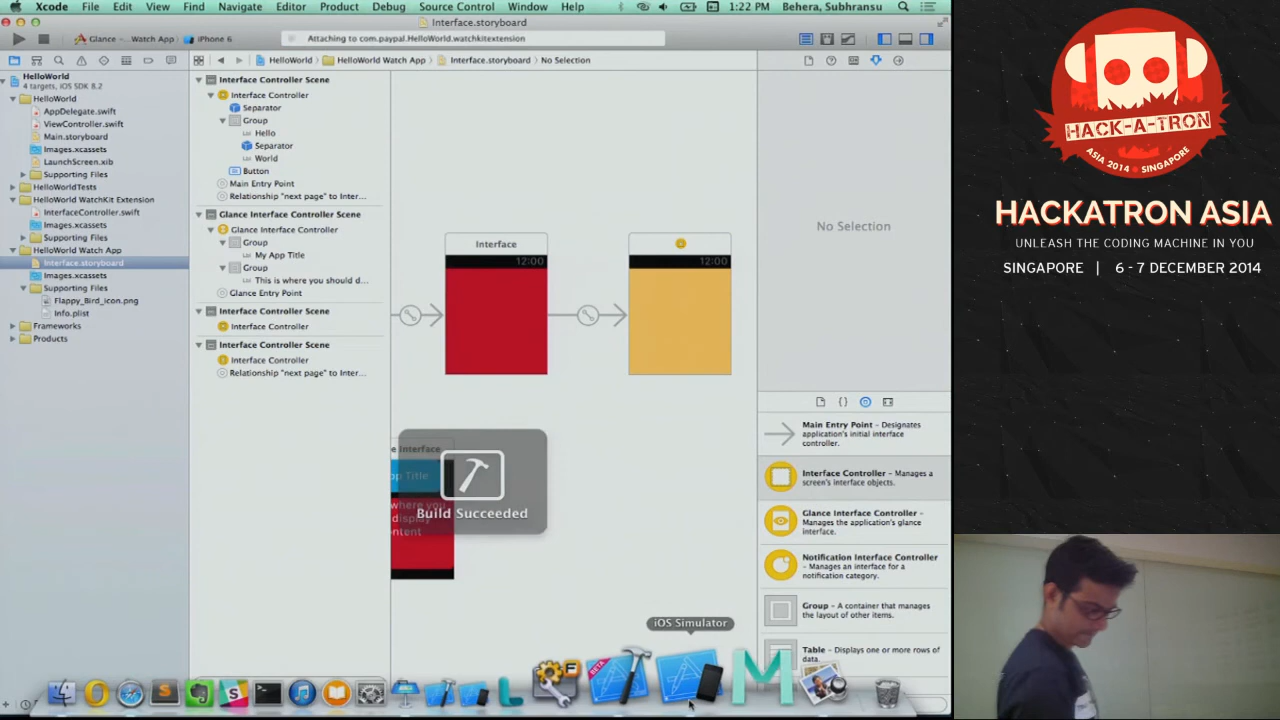 Xcode File Edit View Find Navigate Editor Product Debug Source Control Window Help 1:22 PM Behera, Subhransu
Interface.storyboard
Glance ...Watch App iPhone 6 Attaching to com.paypal.HelloWorld.watchkitextension
HelloWorld HelloWorld Watch App Interface.storyboard No Selection
HelloWorld
4 targets, iOS SDK 8.2
HelloWorld
AppDelegate.swift
ViewController.swift
Main.storyboard
Images.xcassets
LaunchScreen.xib
Supporting Files
HelloWorldTests
HelloWorld WatchKit Extension
InterfaceController.swift
Images.xcassets
Supporting Files
HelloWorld Watch App
Interface.storyboard
Images.xcassets
Supporting Files
Flappy_Bird_icon.png
Info.plist
Frameworks
Products
Interface Controller Scene
Interface Controller
Separator
Group
Hello
Separator
World
Button
Main Entry Point
Relationship "next page" to Inter...
Glance Interface Controller Scene
Glance Interface Controller
Group
My App Title
Group
This is where you should d...
Glance Entry Point
Interface Controller Scene
Interface Controller
Interface Controller Scene
Interface Controller
Relationship "next page" to Inter...
Interface
12:00
12:00
e Interface
pp Title
where you
display
ontent
Build Succeeded
iOS Simulator
BETA
No Selection
Main Entry Point – Designates
application's initial interface
controller.
Interface Controller – Manages a
screen's interface objects.
Glance Interface Controller –
Manages the application's glance
interface.
Notification Interface Controller
– Manages an interface for a
notification category.
Group – A container that manages
the layout of other items.
Table – Displays one or more rows of
data.
HACK-A-TRON
ASIA 2014 SINGAPORE
HACKATRON ASIA
UNLEASH THE CODING MACHINE IN YOU
SINGAPORE | 6 - 7 DECEMBER 2014